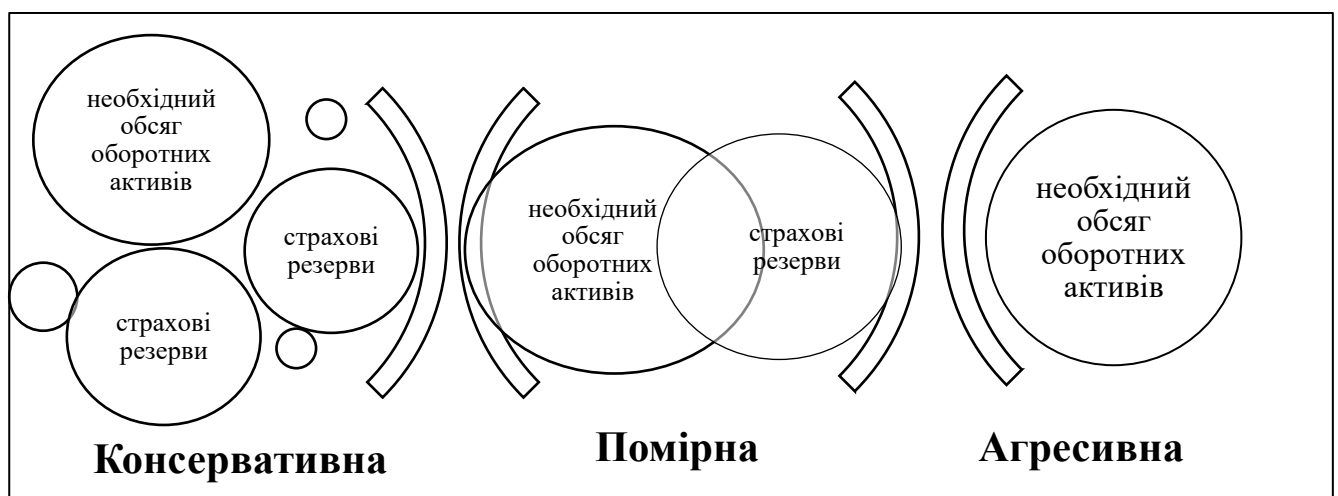 необхідний
обсяг
оборотних
активів
страхові
резерви
страхові
резерви
Консервативна
необхідний
обсяг
оборотних
активів
страхові
резерви
Помірна
необхідний
обсяг
оборотних
активів
Агресивна